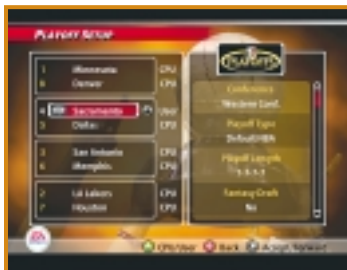 PLAYOFF SETUP
1 Minnesota CPU
8 Denver CPU
4 Sacramento User
5 Dallas CPU
3 San Antonio CPU
6 Memphis CPU
2 LA Lakers CPU
7 Houston CPU
PLAYOFFS
Conference
Western Conf.
Playoff Type
Default NBA
Playoff Length
Fantasy Draft
No
CPU/User Back Accept/Forward